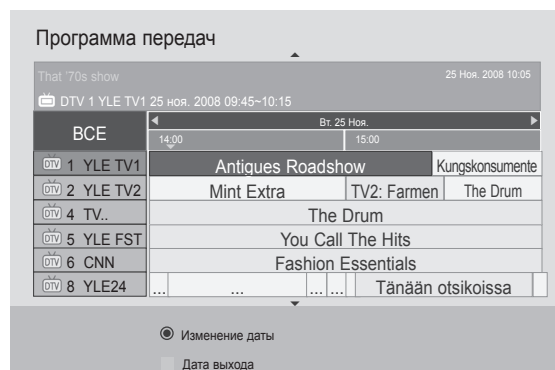 Программа передач
That '70s show 25 Ноя. 2008 10:05
DTV 1 YLE TV1 25 ноя. 2008 09:45~10:15
ВСЕ
Вт. 25 Ноя.
14:00 15:00
DTV 1 YLE TV1 Antigues Roadshow Kungskonsumente
DTV 2 YLE TV2 Mint Extra TV2: Farmen The Drum
DTV 4 TV.. The Drum
DTV 5 YLE FST You Call The Hits
DTV 6 CNN Fashion Essentials
DTV 8 YLE24 ... ... ... ... Tänään otsikoissa
Изменение даты
Дата выхода